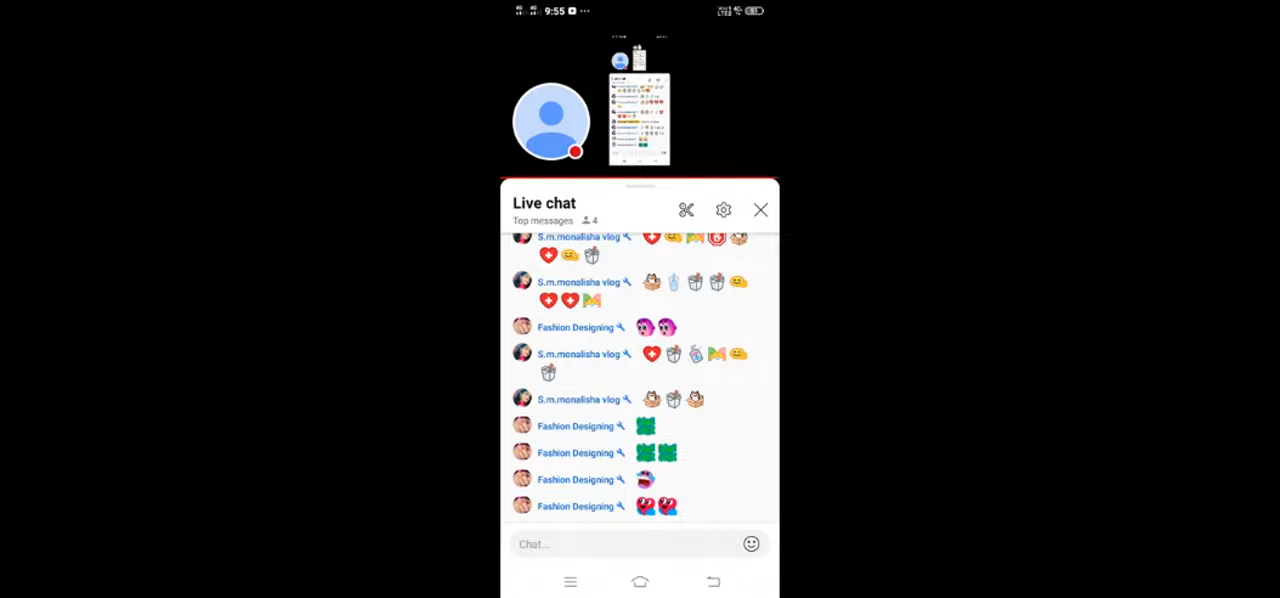 9:55
Live chat
Top messages 4
S.m.monalisha vlog
S.m.monalisha vlog
Fashion Designing
S.m.monalisha vlog
S.m.monalisha vlog
Fashion Designing
Fashion Designing
Fashion Designing
Fashion Designing
Chat...